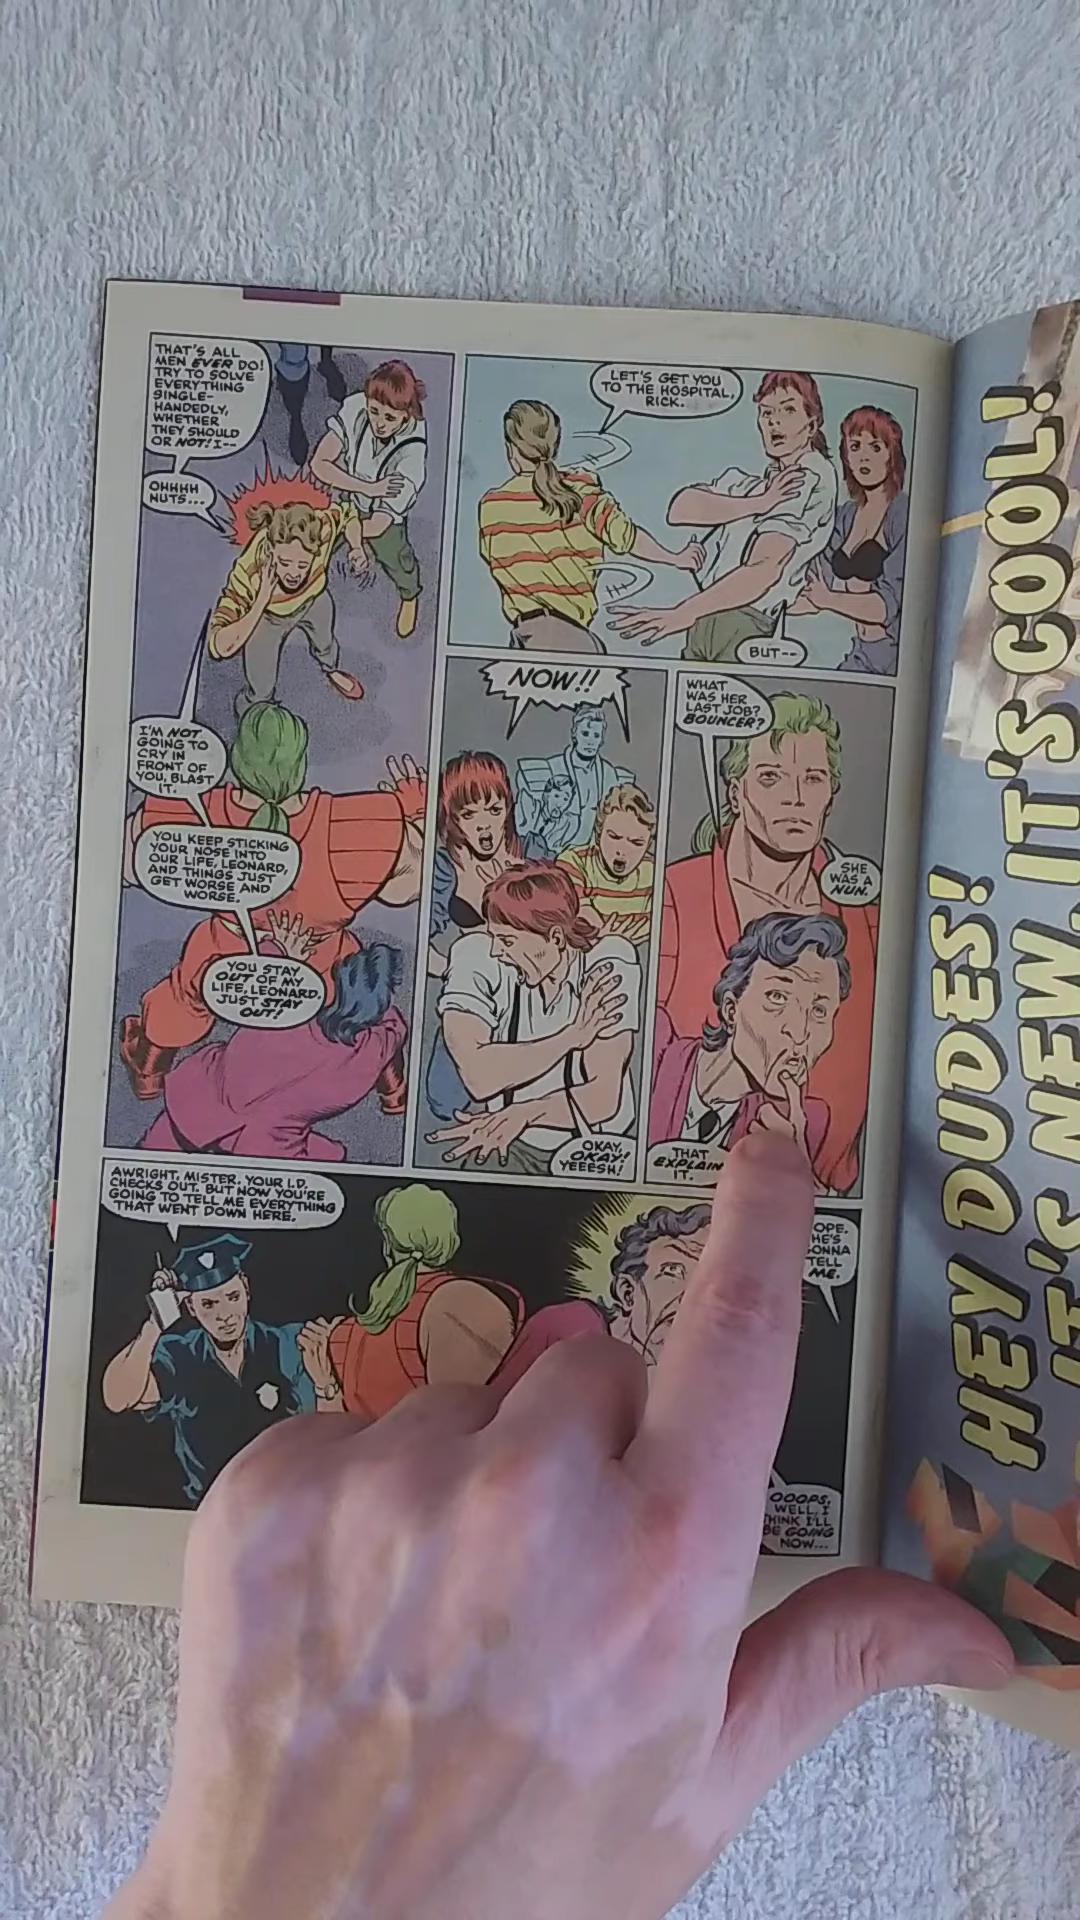 THAT'S ALL
MEN EVER DO!
TRY TO SOLVE
EVERYTHING
SINGLE-
HANDEDLY,
WHETHER
THEY SHOULD
OR NOT! I--
OHHHH
NUTS...
I'M NOT
GOING TO
CRY IN
FRONT OF
YOU, BLAST
IT.
YOU KEEP STICKING
YOUR NOSE INTO
OUR LIFE, LEONARD,
AND THINGS JUST
GET WORSE AND
WORSE.
YOU STAY
OUT OF MY
LIFE, LEONARD.
JUST STAY
OUT!
LET'S GET YOU
TO THE HOSPITAL,
RICK.
BUT--
NOW!!
OKAY,
OKAY!
YEEESH!
WHAT
WAS HER
LAST JOB?
BOUNCER?
SHE
WAS A
NUN.
THAT
EXPLAIN
IT.
AWRIGHT, MISTER, YOUR I.D.
CHECKS OUT. BUT NOW YOU'RE
GOING TO TELL ME EVERYTHING
THAT WENT DOWN HERE.
OPE.
HE'S
ONNA
TELL
ME.
OOOPS,
WELL, I
HINK I'LL
BE GOING
NOW...
HEY DUDES!
IT'S NEW. IT'S COOL!